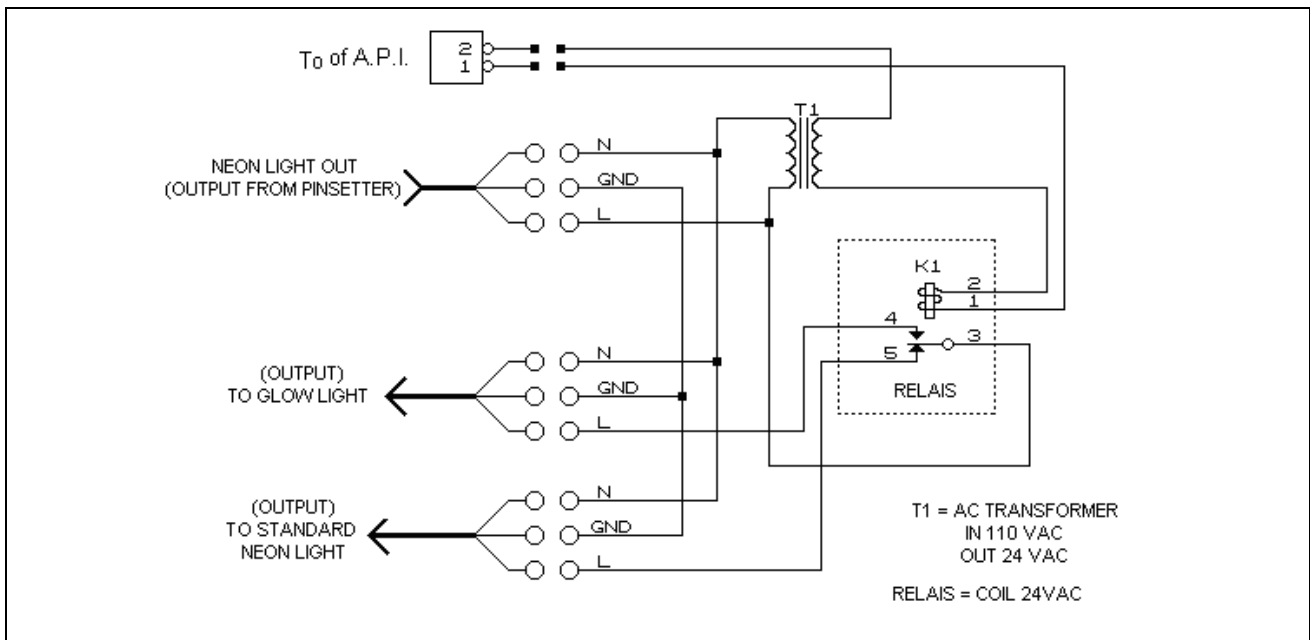 To of A.P.I.
2
1
T1
NEON LIGHT OUT
(OUTPUT FROM PINSETTER)
N
GND
L
K1
2
1
4
3
5
RELAIS
(OUTPUT)
TO GLOW LIGHT
N
GND
L
(OUTPUT)
TO STANDARD
NEON LIGHT
N
GND
L
T1 = AC TRANSFORMER
IN 110 VAC
OUT 24 VAC
RELAIS = COIL 24VAC